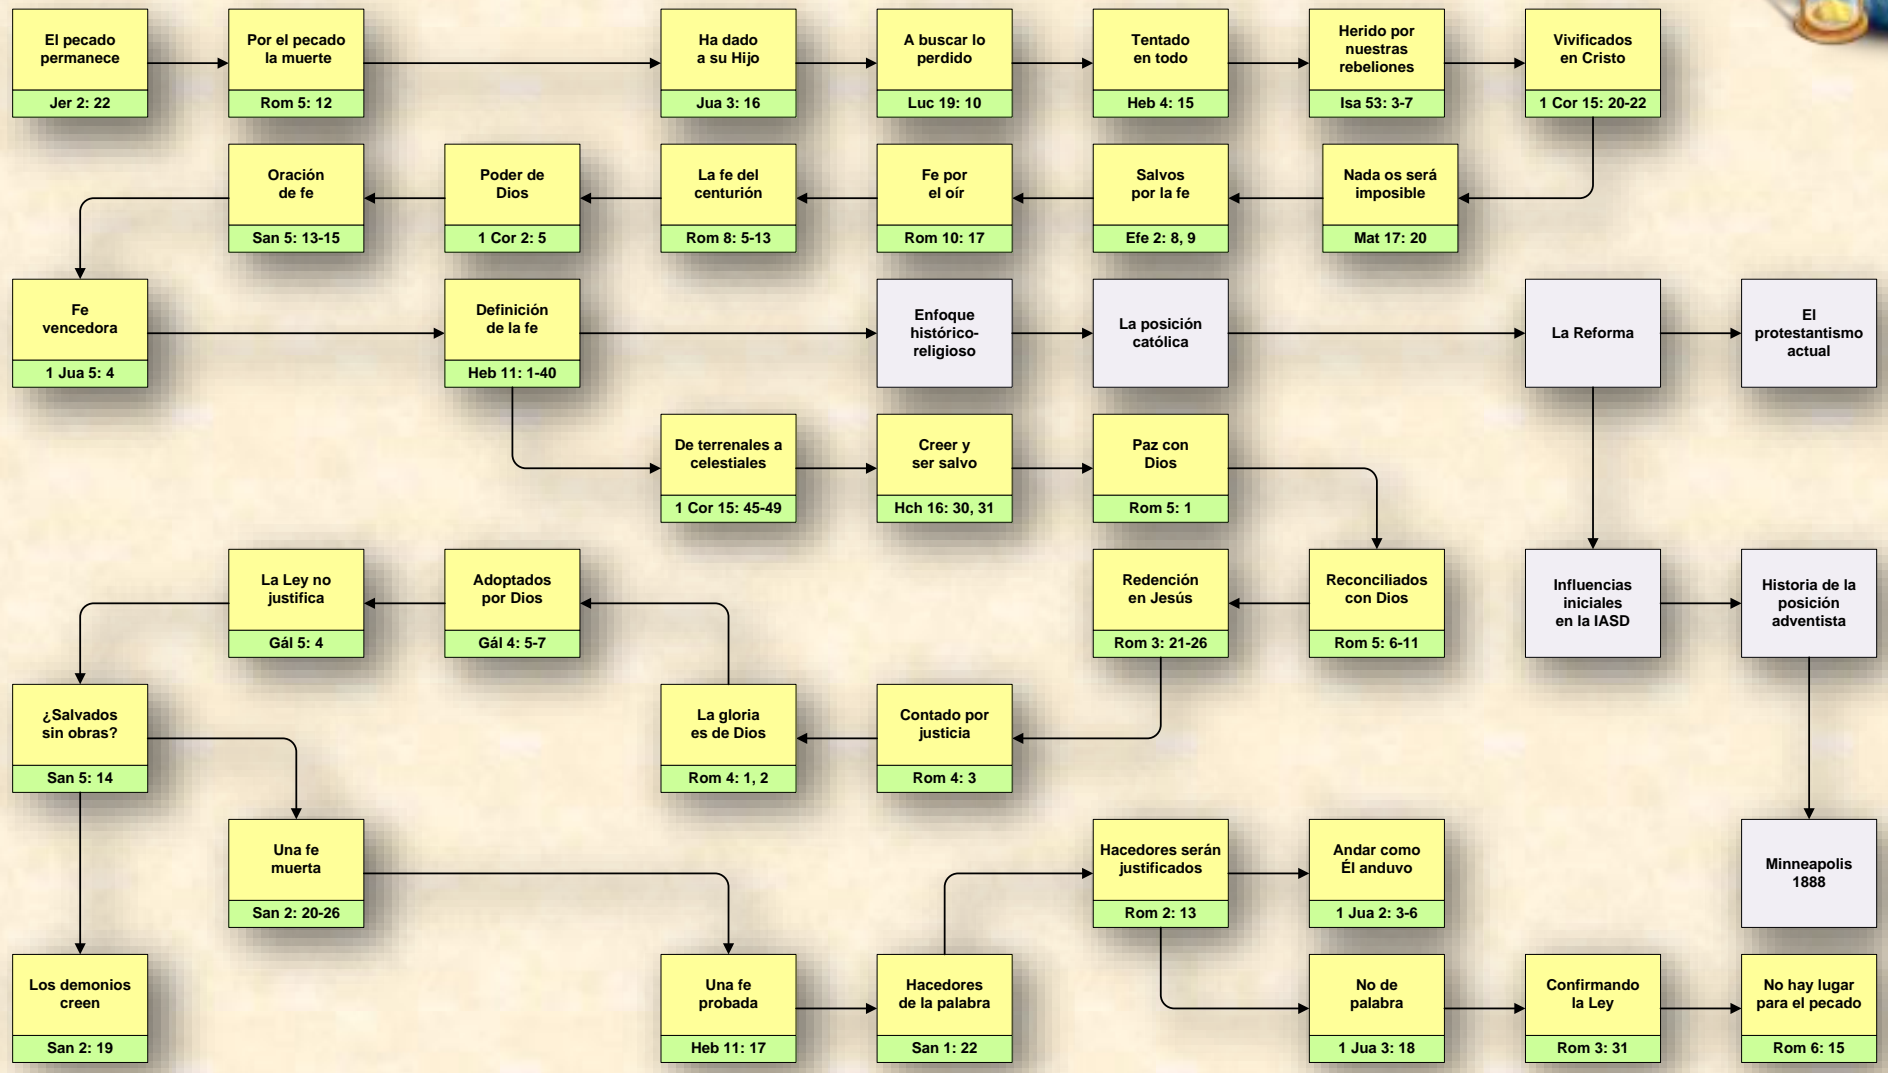 El pecado
permanece
Jer 2: 22
Por el pecado
la muerte
Rom 5: 12
Ha dado
a su Hijo
Jua 3: 16
A buscar lo
perdido
Luc 19: 10
Tentado
en todo
Heb 4: 15
Herido por
nuestras
rebeliones
Isa 53: 3-7
Vivificados
en Cristo
1 Cor 15: 20-22
Oración
de fe
San 5: 13-15
Poder de
Dios
1 Cor 2: 5
La fe del
centurión
Rom 8: 5-13
Fe por
el oír
Rom 10: 17
Salvos
por la fe
Efe 2: 8, 9
Nada os será
imposible
Mat 17: 20
Fe
vencedora
1 Jua 5: 4
Definición
de la fe
Heb 11: 1-40
Enfoque
histórico-
religioso
La posición
católica
La Reforma
El
protestantismo
actual
De terrenales a
celestiales
1 Cor 15: 45-49
Creer y
ser salvo
Hch 16: 30, 31
Paz con
Dios
Rom 5: 1
La Ley no
justifica
Gál 5: 4
Adoptados
por Dios
Gál 4: 5-7
Redención
en Jesús
Rom 3: 21-26
Reconciliados
con Dios
Rom 5: 6-11
Influencias
iniciales
en la IASD
Historia de la
posición
adventista
¿Salvados
sin obras?
San 5: 14
La gloria
es de Dios
Rom 4: 1, 2
Contado por
justicia
Rom 4: 3
Una fe
muerta
San 2: 20-26
Hacedores serán
justificados
Rom 2: 13
Andar como
Él anduvo
1 Jua 2: 3-6
Minneapolis
1888
Los demonios
creen
San 2: 19
Una fe
probada
Heb 11: 17
Hacedores
de la palabra
San 1: 22
No de
palabra
1 Jua 3: 18
Confirmando
la Ley
Rom 3: 31
No hay lugar
para el pecado
Rom 6: 15